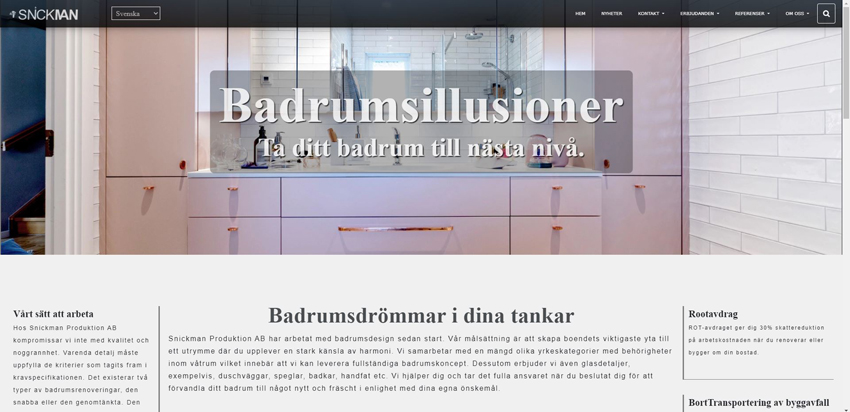 SNICKMAN
Svenska
HEM
NYHETER
KONTAKT
ERBJUDANDEN
REFERENSER
OM OSS
Badrumsillusioner
Ta ditt badrum till nästa nivå.
Vårt sätt att arbeta
Hos Snickman Produktion AB
kompromissar vi inte med kvalitet och
noggrannhet. Varenda detalj måste
uppfylla de kriterier som tagits fram i
kravspecifikationen. Det existerar två
typer av badrumsrenoveringar, den
snabba eller den genomtänkta. Den
Badrumsdrömmar i dina tankar
Snickman Produktion AB har arbetat med badrumsdesign sedan start. Vår målsättning är att skapa boendets viktigaste yta till
ett utrymme där du upplever en stark känsla av harmoni. Vi samarbetar med en mängd olika yrkeskategorier med behörigheter
inom våtrum vilket innebär att vi kan leverera fullständiga badrumskoncept. Dessutom erbjuder vi även glasdetaljer,
exempelvis, duschväggar, speglar, badkar, handfat etc. Vi hjälper dig och tar det fulla ansvaret när du beslutat dig för att
förvandla ditt badrum till något nytt och fräscht i enlighet med dina egna önskemål.
Rootavdrag
ROT-avdraget ger dig 30% skattereduktion
på arbetskostnaden när du renoverar eller
bygger om din bostad.
BortTransportering av byggavfall